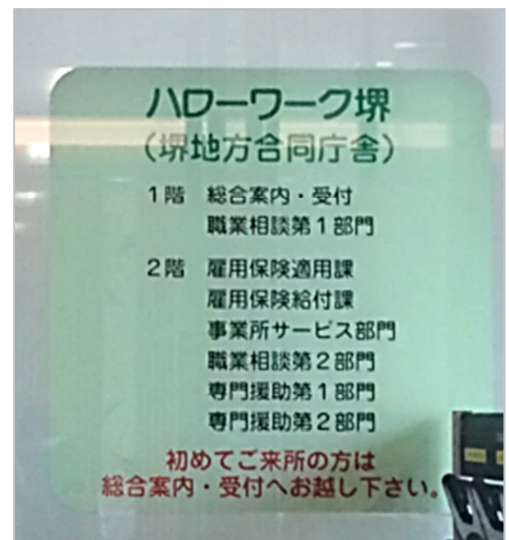 ハローワーク堺
（堺地方合同庁舎）
1階 総合案内・受付
職業相談第1部門
2階 雇用保険適用課
雇用保険給付課
事業所サービス部門
職業相談第2部門
専門援助第1部門
専門援助第2部門
初めてご来所の方は
総合案内・受付へお越し下さい。